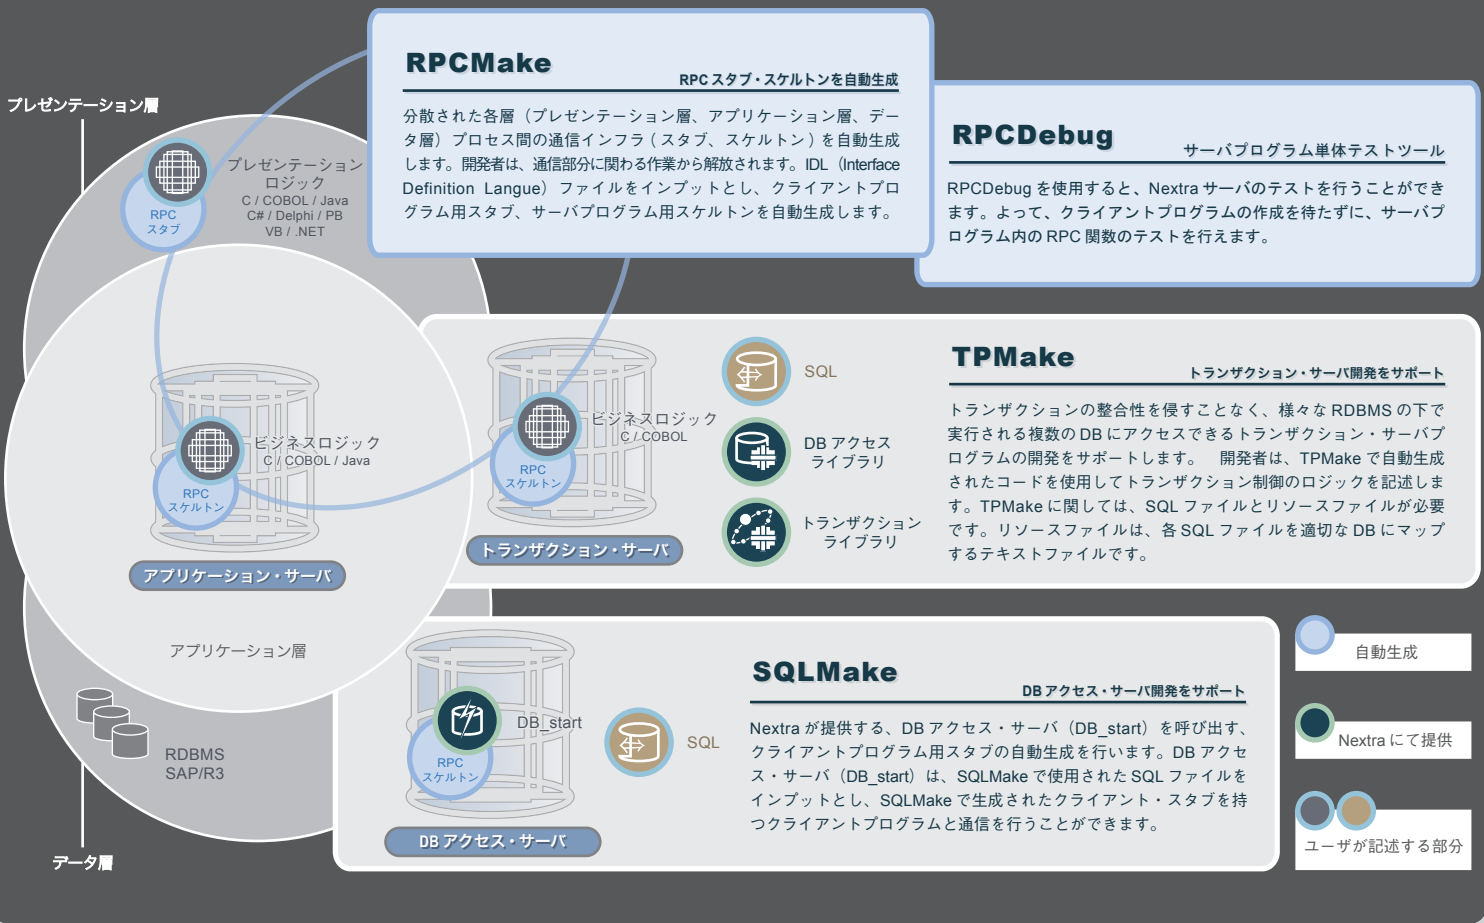 プレゼンテーション層
RPC
スタブ
プレゼンテーション
ロジック
C / COBOL / Java
C# / Delphi / PB
VB / .NET
RPCMake
RPC スタブ・スケルトンを自動生成
分散された各層（プレゼンテーション層、アプリケーション層、デー
タ層）プロセス間の通信インフラ ( スタブ、スケルトン ) を自動生成
します。開発者は、通信部分に関わる作業から解放されます。IDL（Interface
Definition Langue）ファイルをインプットとし、クライアントプロ
グラム用スタブ、サーバプログラム用スケルトンを自動生成します。
RPCDebug
サーバプログラム単体テストツール
RPCDebug を使用すると、Nextra サーバのテストを行うことができ
ます。よって、クライアントプログラムの作成を待たずに、サーバプ
ログラム内の RPC 関数のテストを行えます。
ビジネスロジック
C / COBOL / Java
RPC
スケルトン
アプリケーション・サーバ
アプリケーション層
ビジネスロジック
C / COBOL
RPC
スケルトン
トランザクション・サーバ
SQL
DB アクセス
ライブラリ
トランザクション
ライブラリ
TPMake
トランザクション・サーバ開発をサポート
トランザクションの整合性を侵すことなく、様々な RDBMS の下で
実行される複数の DB にアクセスできるトランザクション・サーバプ
ログラムの開発をサポートします。　開発者は、TPMake で自動生成
されたコードを使用してトランザクション制御のロジックを記述しま
す。TPMake に関しては、SQL ファイルとリソースファイルが必要
です。リソースファイルは、各 SQL ファイルを適切な DB にマップ
するテキストファイルです。
RDBMS
SAP/R3
データ層
DB_start
RPC
スケルトン
DB アクセス・サーバ
SQL
SQLMake
DB アクセス・サーバ開発をサポート
Nextra が提供する、DB アクセス・サーバ（DB_start）を呼び出す、
クライアントプログラム用スタブの自動生成を行います。DB アクセ
ス・サーバ（DB_start）は、SQLMake で使用された SQL ファイルを
インプットとし、SQLMake で生成されたクライアント・スタブを持
つクライアントプログラムと通信を行うことができます。
自動生成
Nextra にて提供
ユーザが記述する部分